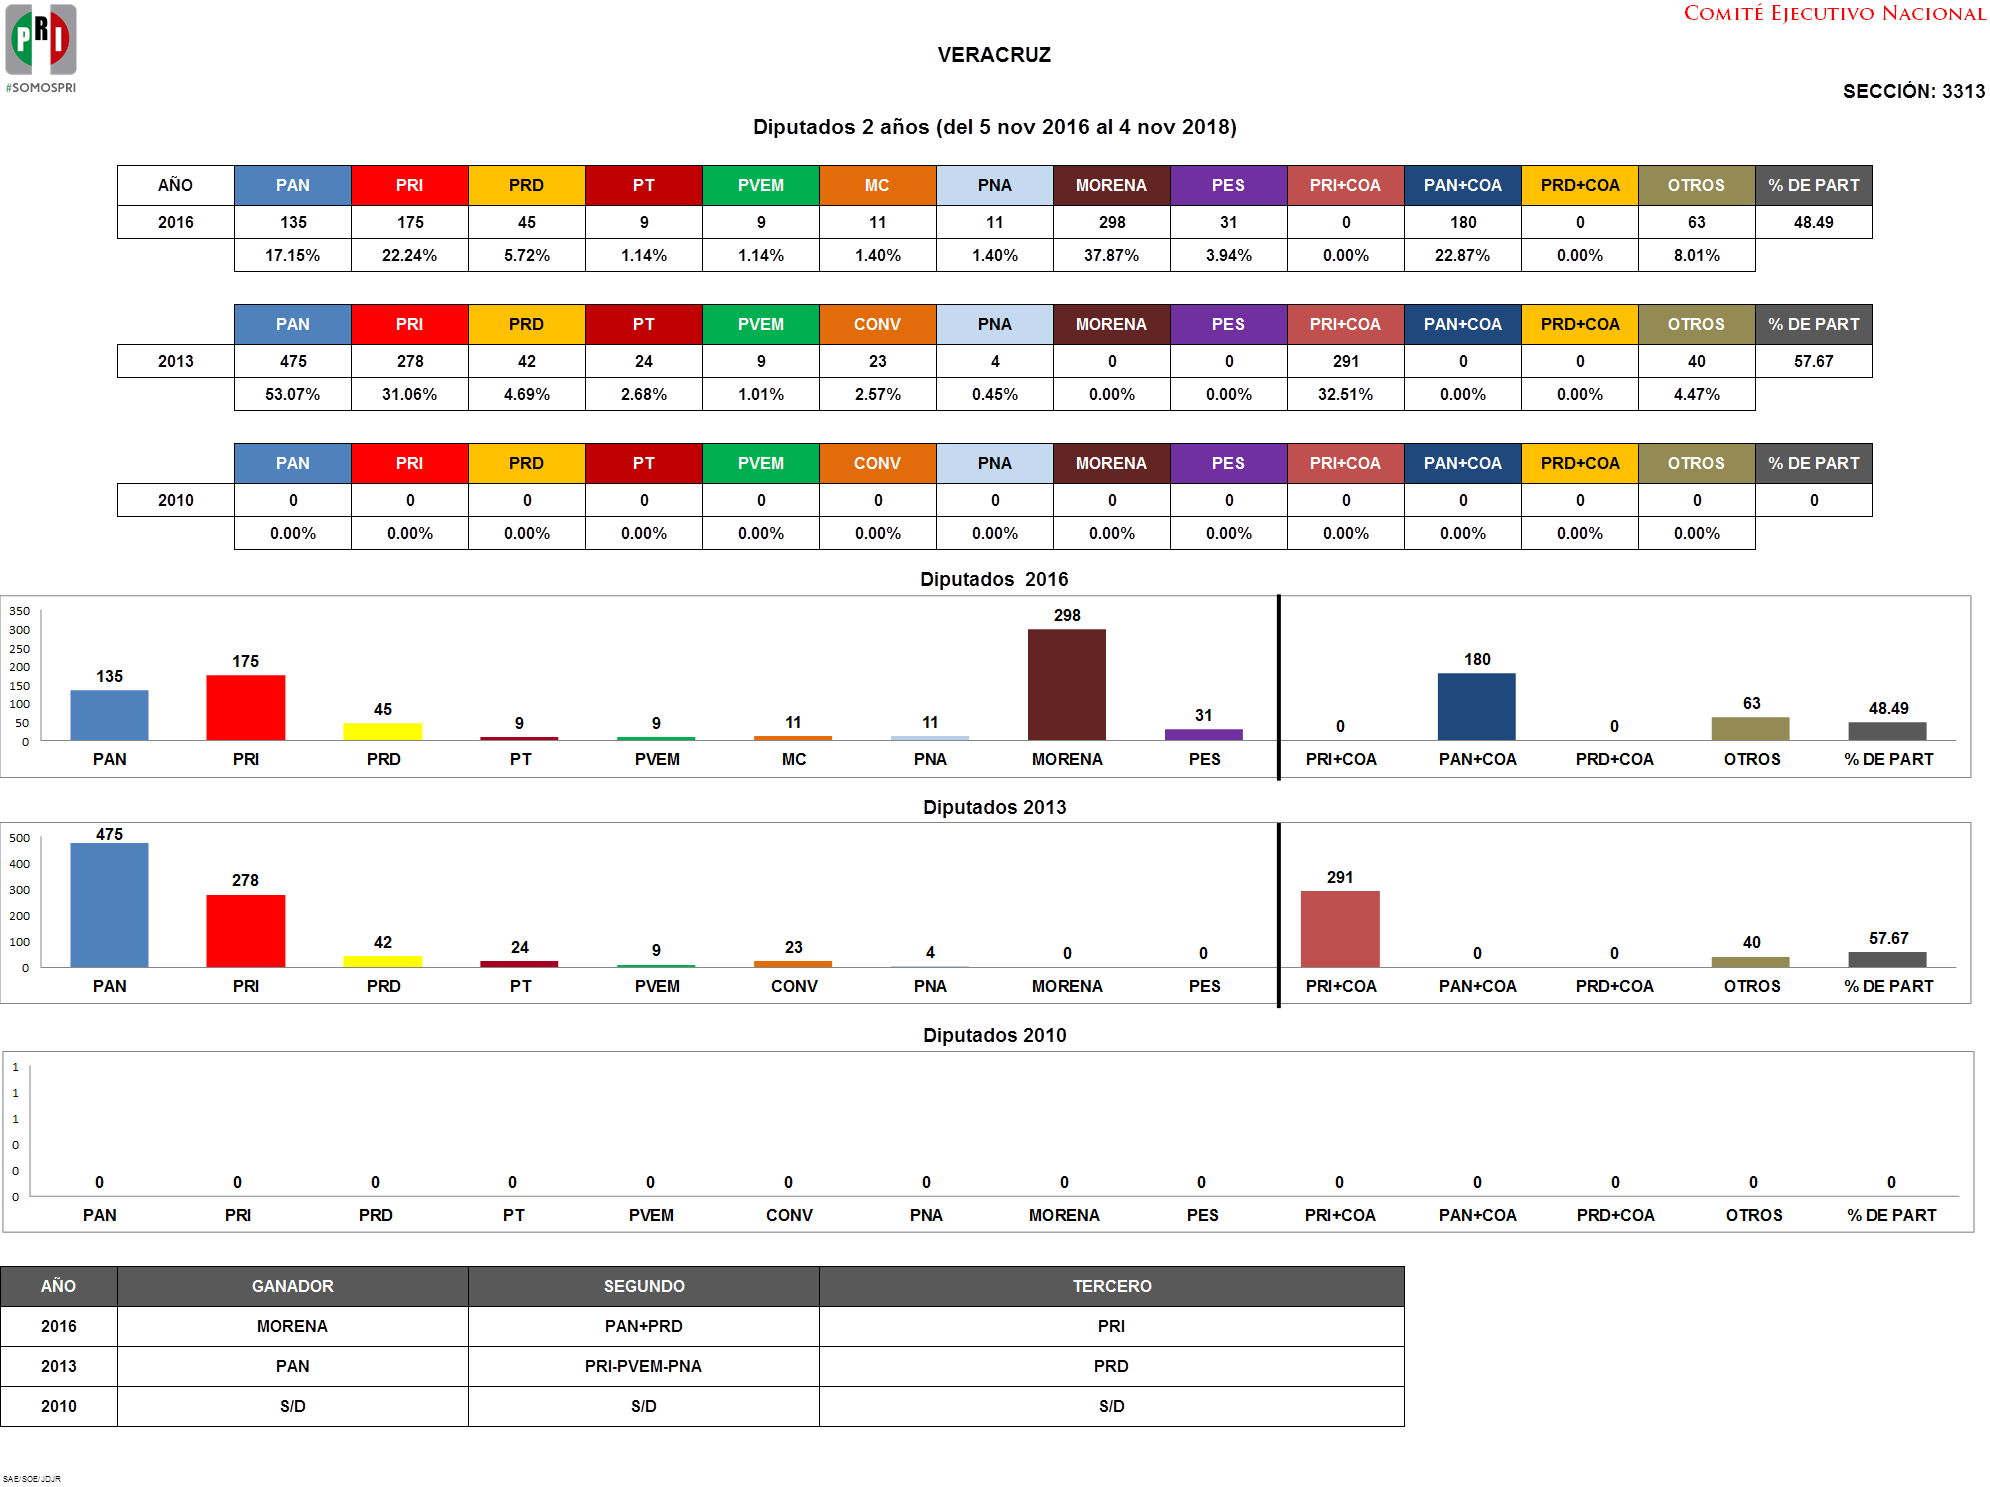 PRI
#SOMOSPRI
COMITÉ EJECUTIVO NACIONAL
VERACRUZ
SECCIÓN: 3313
Diputados 2 años (del 5 nov 2016 al 4 nov 2018)
AÑO PAN PRI PRD PT PVEM MC PNA MORENA PES PRI+COA PAN+COA PRD+COA OTROS % DE PART
2016 135 175 45 9 9 11 11 298 31 0 180 0 63 48.49
17.15% 22.24% 5.72% 1.14% 1.14% 1.40% 1.40% 37.87% 3.94% 0.00% 22.87% 0.00% 8.01%
PAN PRI PRD PT PVEM CONV PNA MORENA PES PRI+COA PAN+COA PRD+COA OTROS % DE PART
2013 475 278 42 24 9 23 4 0 0 291 0 0 40 57.67
53.07% 31.06% 4.69% 2.68% 1.01% 2.57% 0.45% 0.00% 0.00% 32.51% 0.00% 0.00% 4.47%
PAN PRI PRD PT PVEM CONV PNA MORENA PES PRI+COA PAN+COA PRD+COA OTROS % DE PART
2010 0 0 0 0 0 0 0 0 0 0 0 0 0 0
0.00% 0.00% 0.00% 0.00% 0.00% 0.00% 0.00% 0.00% 0.00% 0.00% 0.00% 0.00% 0.00%
Diputados 2016
350
300
250
200
150
100
50
0
135 175 45 9 9 11 11 298 31 0 180 0 63 48.49
PAN PRI PRD PT PVEM MC PNA MORENA PES PRI+COA PAN+COA PRD+COA OTROS % DE PART
Diputados 2013
500
400
300
200
100
0
475 278 42 24 9 23 4 0 0 291 0 0 40 57.67
PAN PRI PRD PT PVEM CONV PNA MORENA PES PRI+COA PAN+COA PRD+COA OTROS % DE PART
Diputados 2010
1
1
1
0
0
0
0 0 0 0 0 0 0 0 0 0 0 0 0 0
PAN PRI PRD PT PVEM CONV PNA MORENA PES PRI+COA PAN+COA PRD+COA OTROS % DE PART
AÑO GANADOR SEGUNDO TERCERO
2016 MORENA PAN+PRD PRI
2013 PAN PRI-PVEM-PNA PRD
2010 S/D S/D S/D
SAE/SOE/JDJR